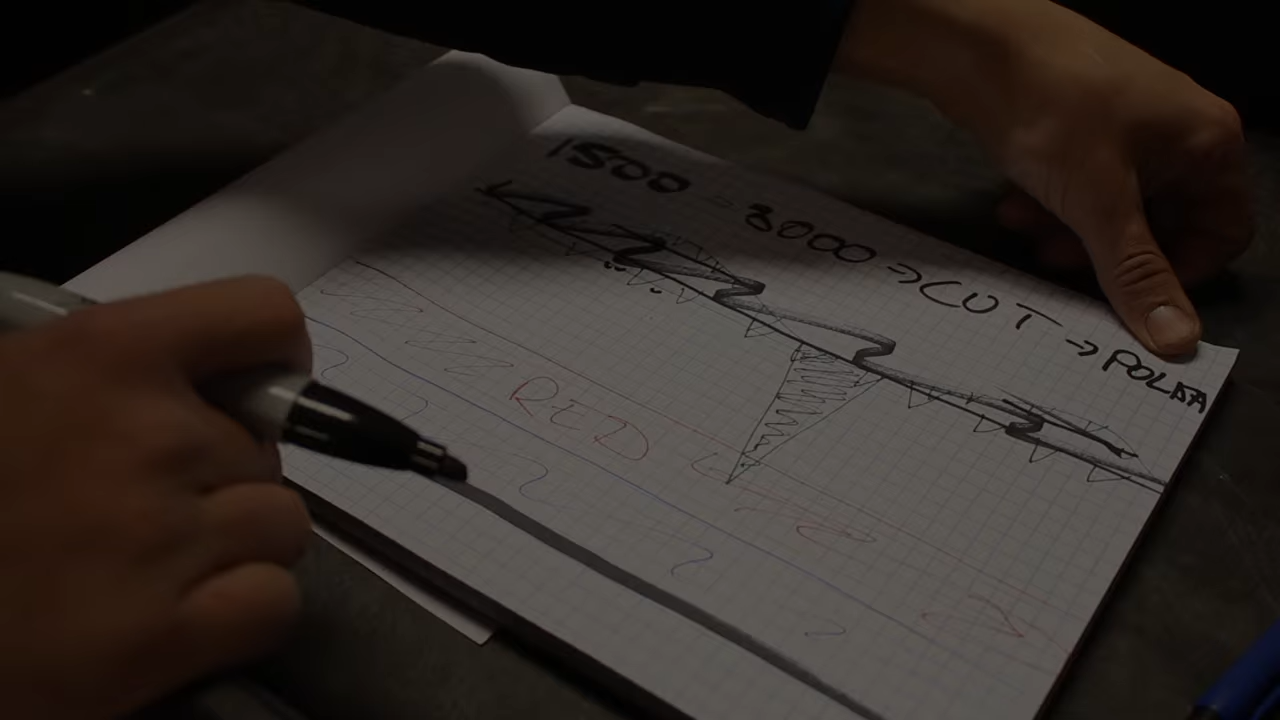 1500 - 3000 → CUT → POLAR
RED